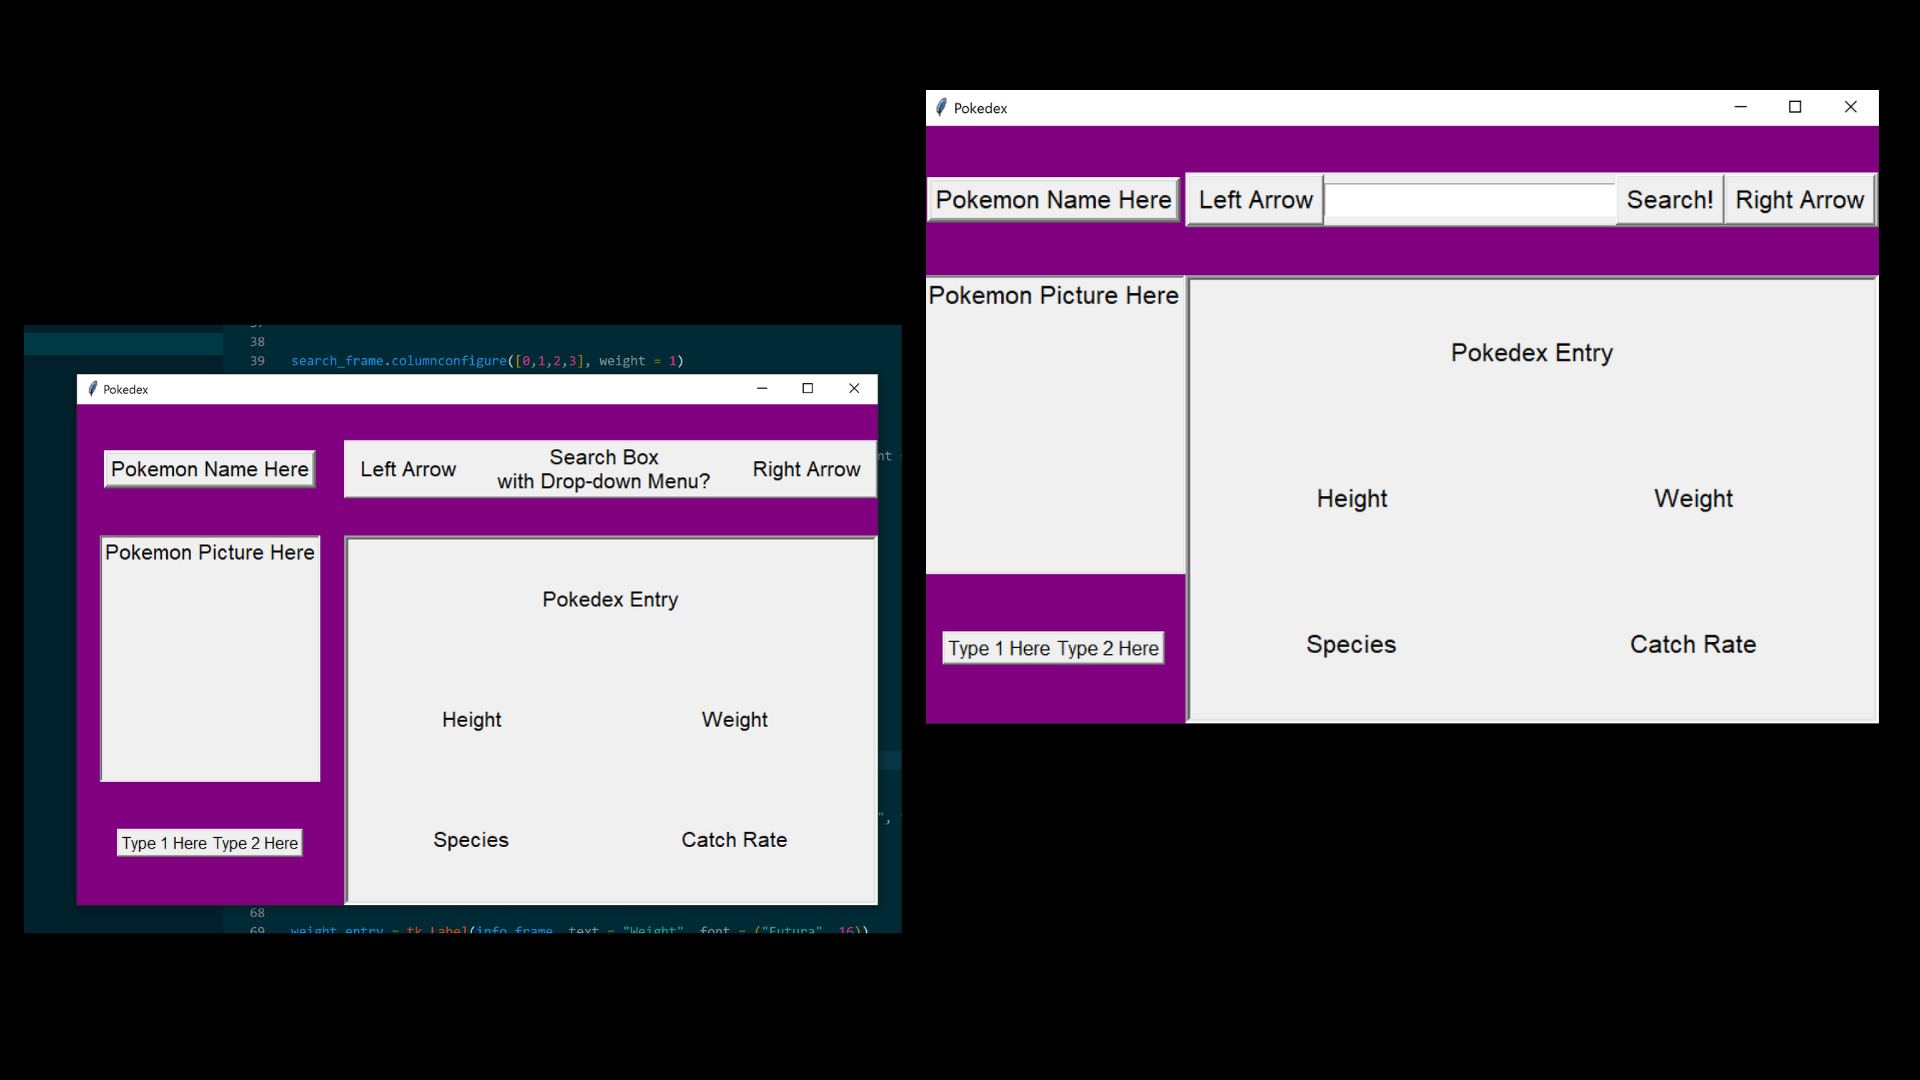 38
39 search_frame.columnconfigure([0,1,2,3], weight = 1)
Pokedex
Pokemon Name Here
Left Arrow
Search Box
with Drop-down Menu?
Right Arrow
Pokemon Picture Here
Pokedex Entry
Height
Weight
Species
Catch Rate
Type 1 Here Type 2 Here
68
69 weight_entry = tk.Label(info_frame, text = "Weight", font = ("Futura", 16))
Pokedex
Pokemon Name Here
Left Arrow
Search!
Right Arrow
Pokemon Picture Here
Pokedex Entry
Height
Weight
Species
Catch Rate
Type 1 Here Type 2 Here